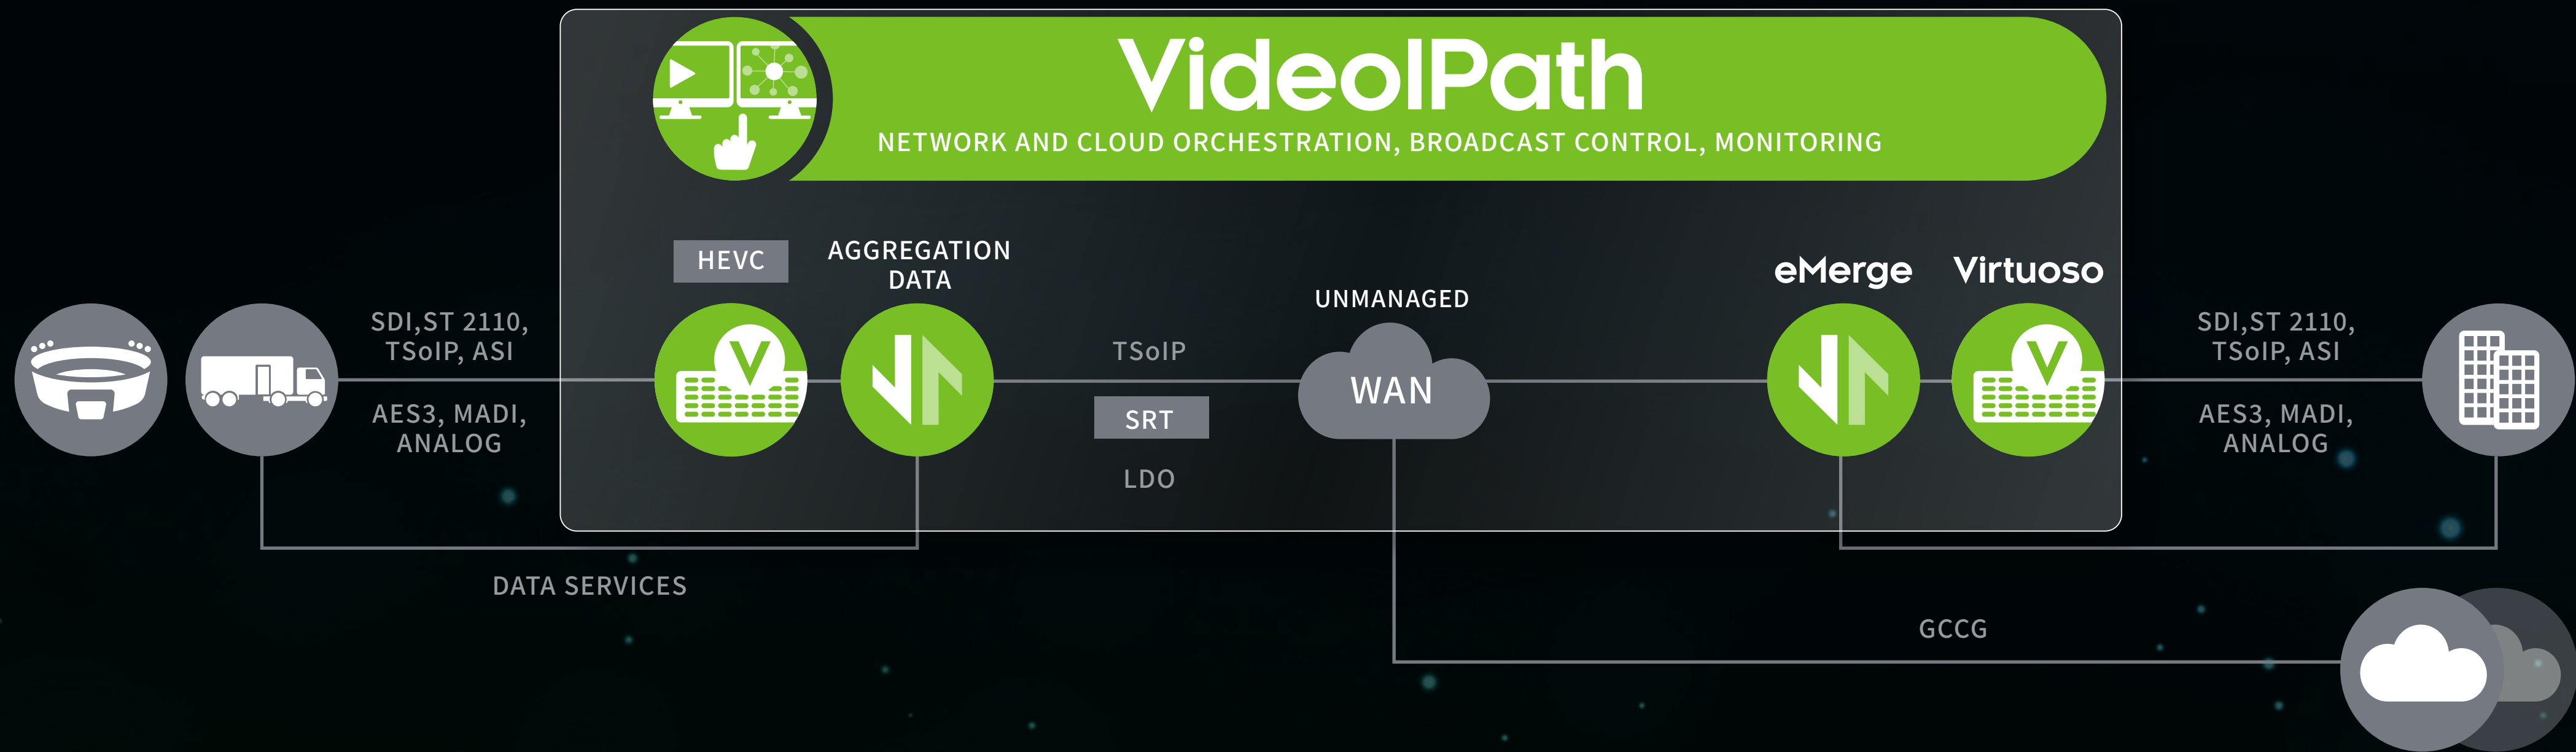 VideoIPath
NETWORK AND CLOUD ORCHESTRATION, BROADCAST CONTROL, MONITORING
HEVC
AGGREGATION
DATA
SDI,ST 2110,
TSoIP, ASI
AES3, MADI,
ANALOG
V
TSoIP
SRT
LDO
UNMANAGED
WAN
eMerge
Virtuoso
V
SDI,ST 2110,
TSoIP, ASI
AES3, MADI,
ANALOG
DATA SERVICES
GCCG